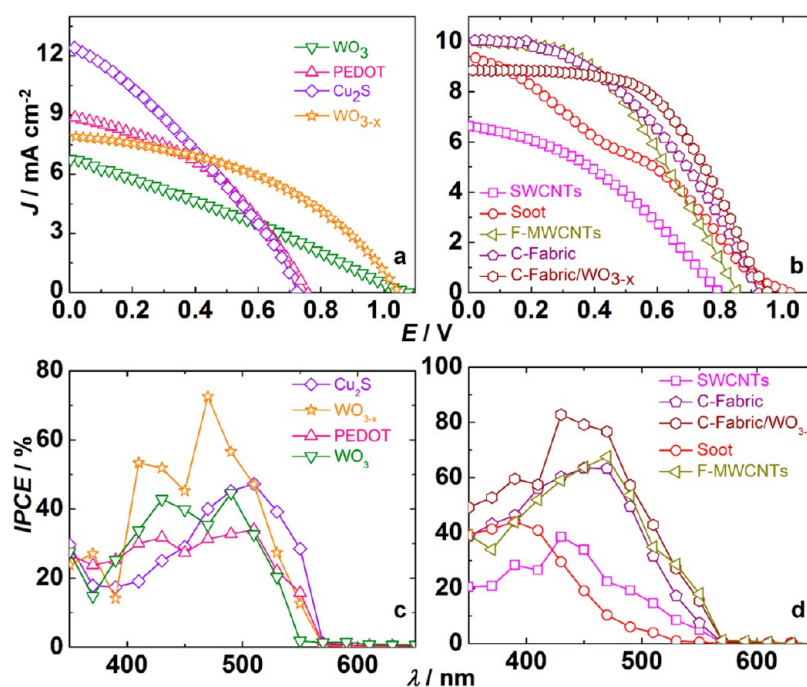 12
9
6
3
0
J / mA cm⁻²
WO₃
PEDOT
Cu₂S
WO₃₋ₓ
a
0.0 0.2 0.4 0.6 0.8 1.0
10
8
6
4
2
0
SWCNTs
Soot
F-MWCNTs
C-Fabric
C-Fabric/WO₃₋ₓ
b
0.0 0.2 0.4 0.6 0.8 1.0
E / V
80
60
40
20
0
IPCE / %
Cu₂S
WO₃₋ₓ
PEDOT
WO₃
c
400 500 600
100
80
60
40
20
0
SWCNTs
C-Fabric
C-Fabric/WO₃₋
Soot
F-MWCNTs
d
400 500 600
λ / nm